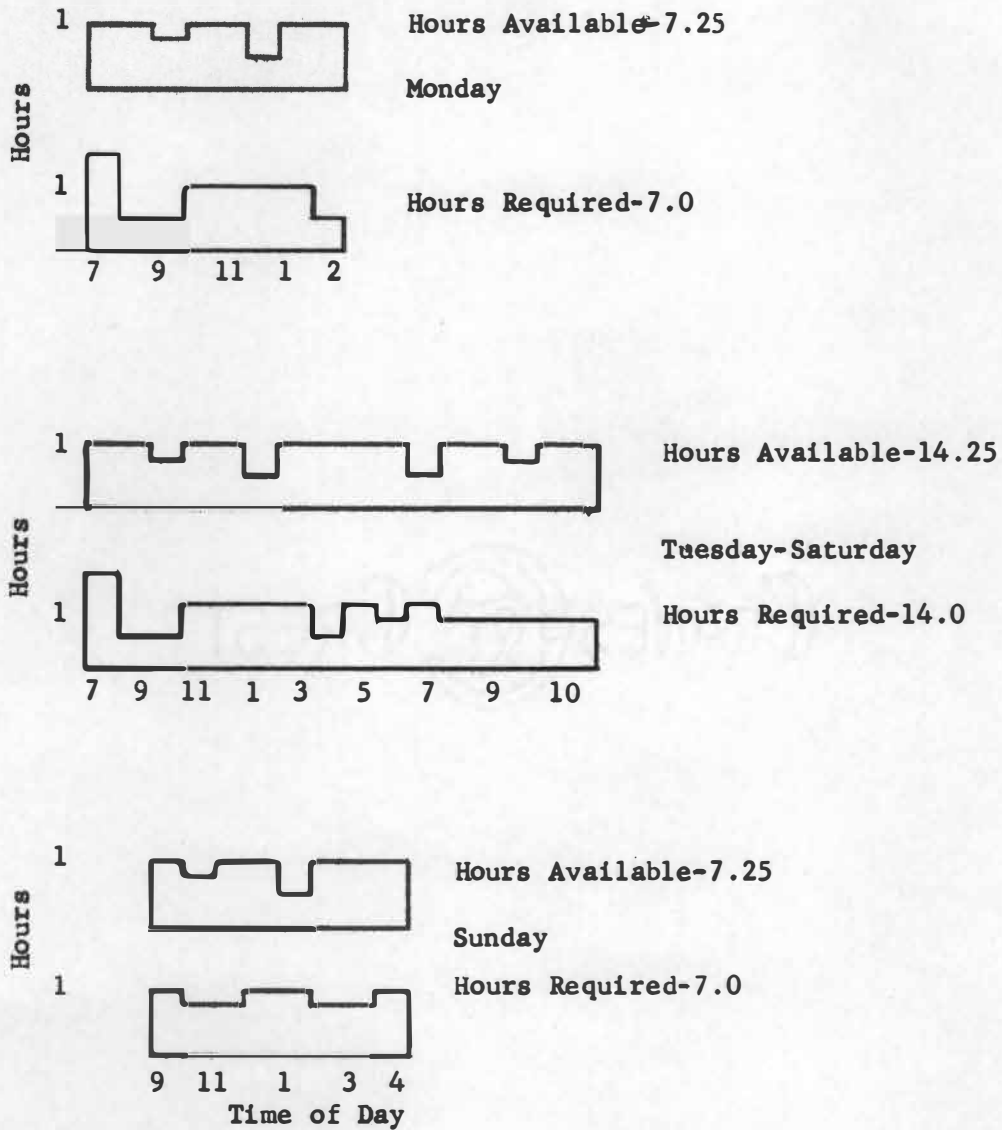 1 Hours Available-7.25
Monday
Hours
1 Hours Required-7.0
7 9 11 1 2
1 Hours Available-14.25
Hours
Tuesday-Saturday
1 Hours Required-14.0
7 9 11 1 3 5 7 9 10
1 Hours Available-7.25
Hours
Sunday
1 Hours Required-7.0
9 11 1 3 4
Time of Day